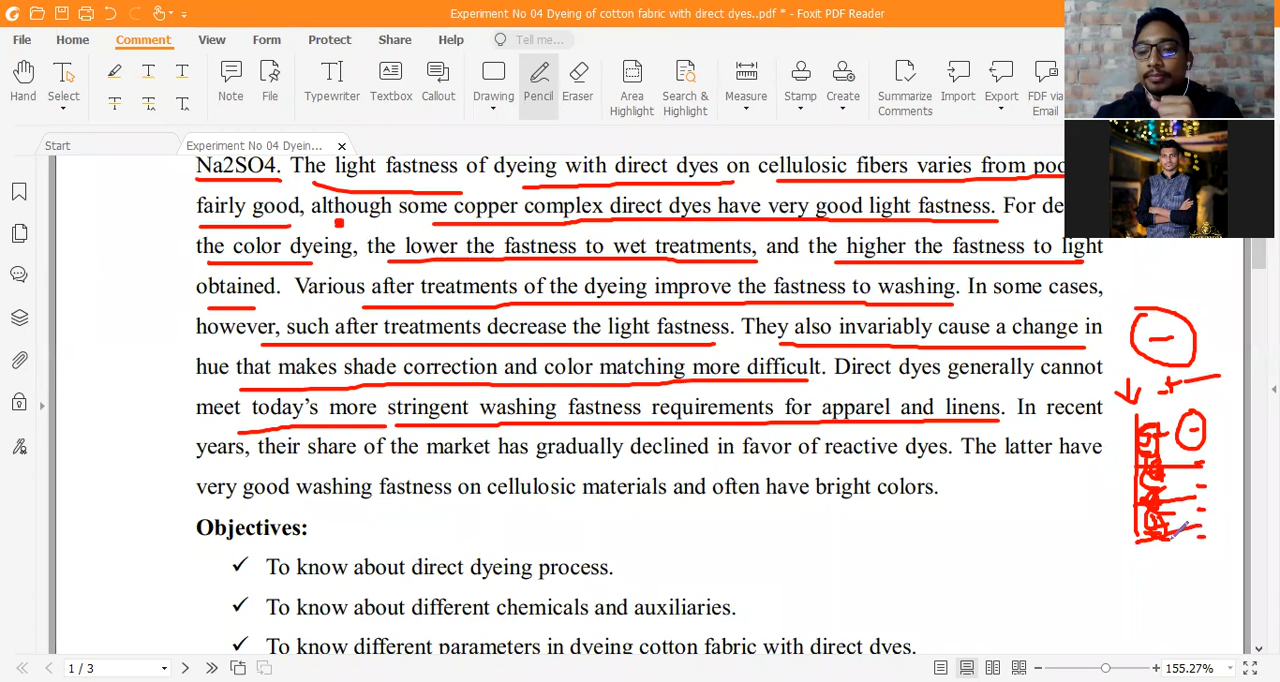 Experiment No 04 Dyeing of cotton fabric with direct dyes..pdf * - Foxit PDF Reader
File Home Comment View Form Protect Share Help Tell me...
Hand Select T T T T Note File Typewriter Textbox Callout Drawing Pencil Eraser Area Highlight Search & Highlight Measure Stamp Create Summarize Comments Import Export FDF via Email
Start Experiment No 04 Dyein...
Na2SO4. The light fastness of dyeing with direct dyes on cellulosic fibers varies from poo
fairly good, although some copper complex direct dyes have very good light fastness. For de
the color dyeing, the lower the fastness to wet treatments, and the higher the fastness to light
obtained. Various after treatments of the dyeing improve the fastness to washing. In some cases,
however, such after treatments decrease the light fastness. They also invariably cause a change in
hue that makes shade correction and color matching more difficult. Direct dyes generally cannot
meet today's more stringent washing fastness requirements for apparel and linens. In recent
years, their share of the market has gradually declined in favor of reactive dyes. The latter have
very good washing fastness on cellulosic materials and often have bright colors.
Objectives:
✓ To know about direct dyeing process.
✓ To know about different chemicals and auxiliaries.
✓ To know different parameters in dyeing cotton fabric with direct dyes.
1 / 3 155.27%